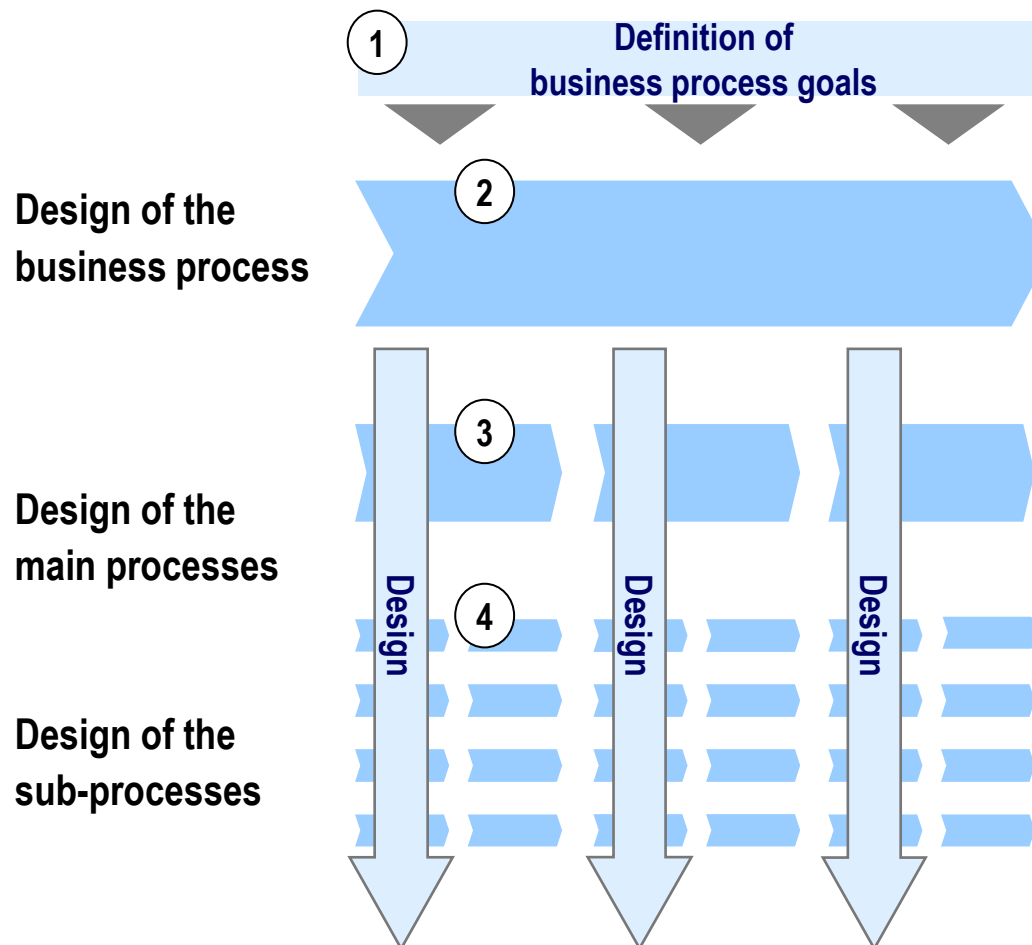 1
Definition of
business process goals
Design of the
business process
2
3
Design of the
main processes
Design
Design
Design
4
Design of the
sub-processes